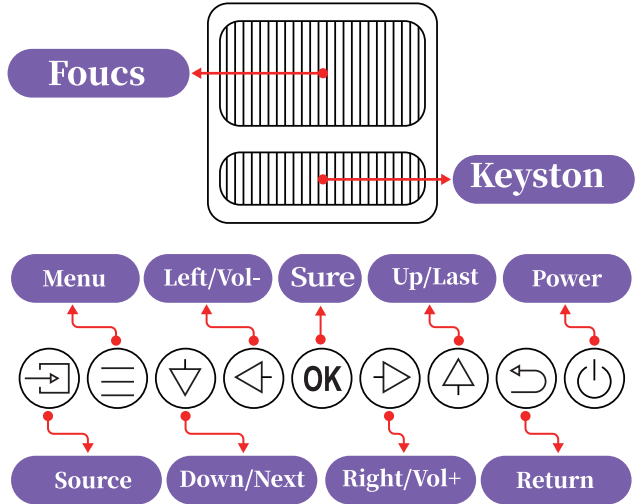 Foucs
Keyston
Menu
Left/Vol-
Sure
Up/Last
Power
OK
Source
Down/Next
Right/Vol+
Return